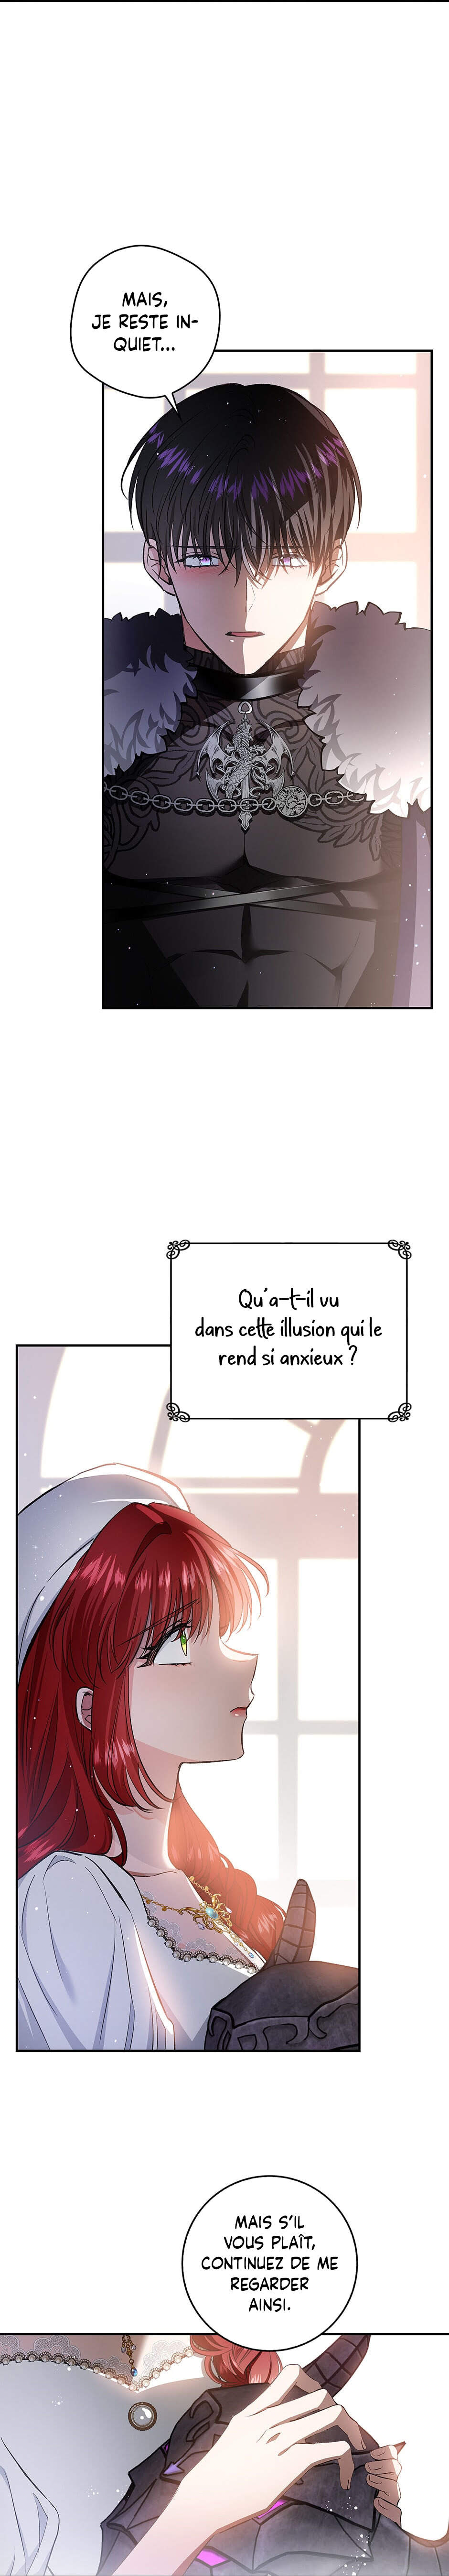 MAIS,
JE RESTE IN-
QUIET...
Qu'a-t-il vu
dans cette illusion qui le
rend si anxieux ?
MAIS S'IL
VOUS PLAÎT,
CONTINUEZ DE ME
REGARDER
AINSI.